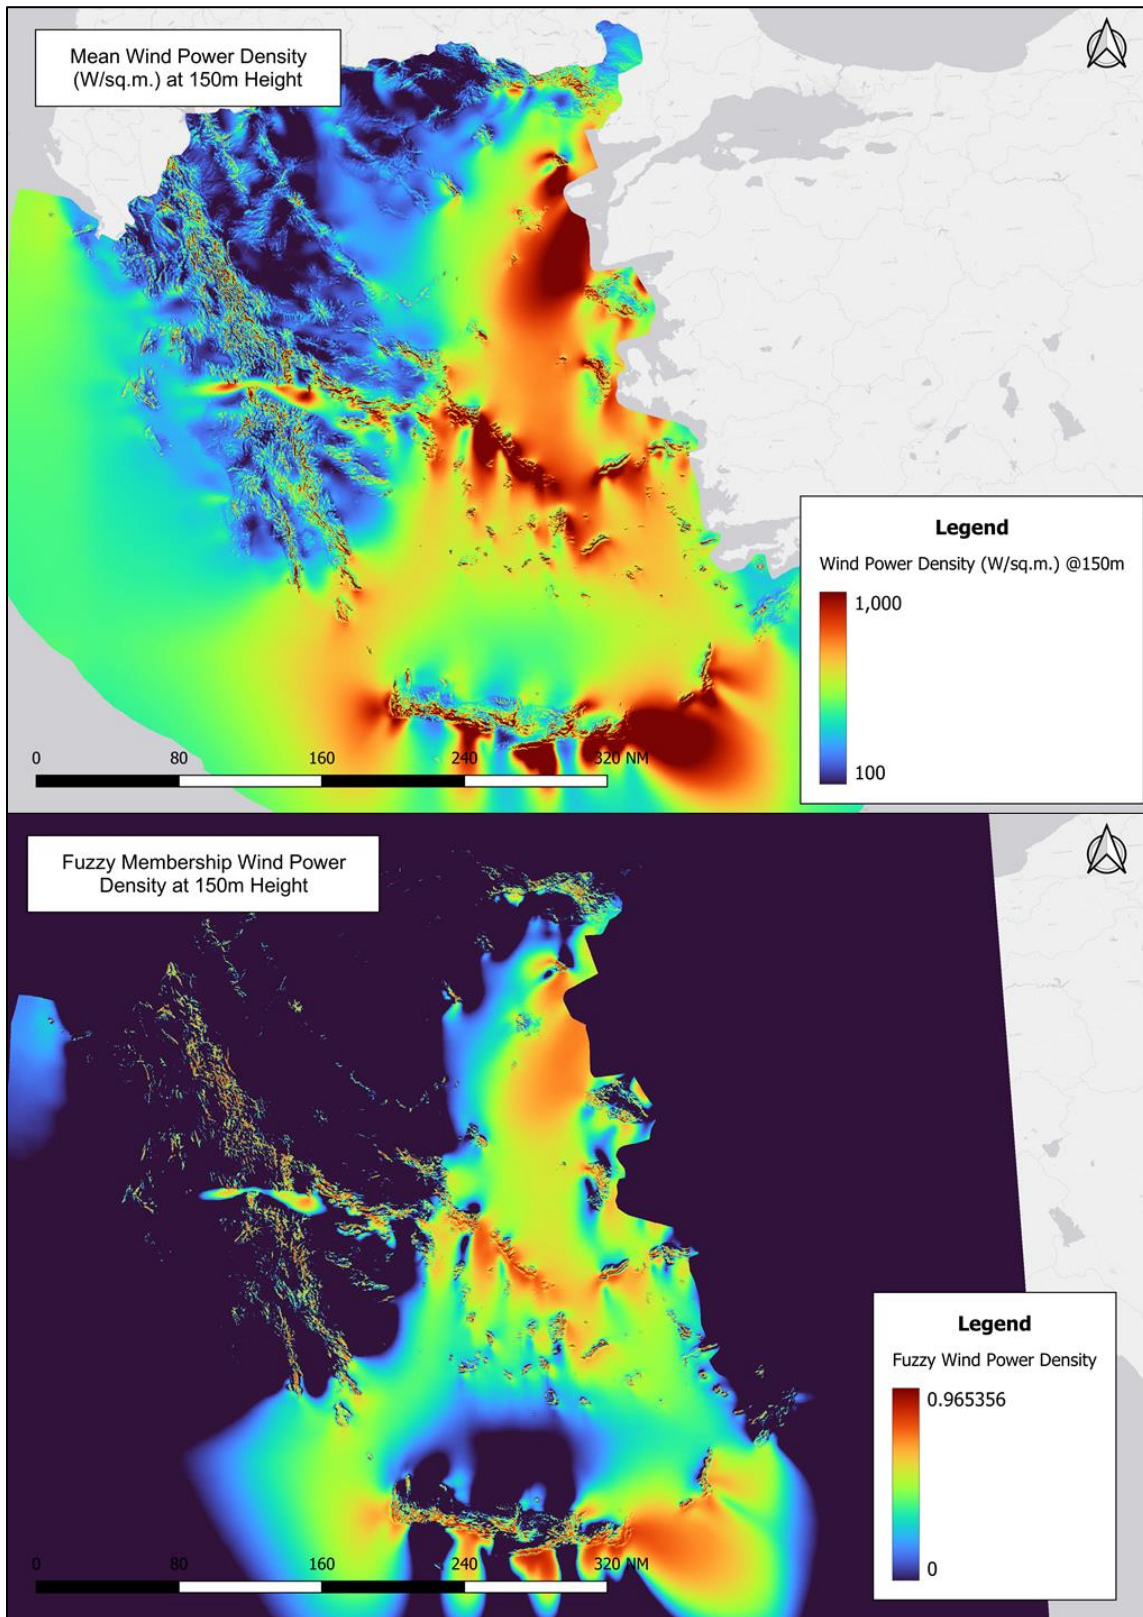 Mean Wind Power Density
(W/sq.m.) at 150m Height
Legend
Wind Power Density (W/sq.m.) @150m
1,000
100
0 80 160 240 320 NM
Fuzzy Membership Wind Power
Density at 150m Height
Legend
Fuzzy Wind Power Density
0.965356
0
0 80 160 240 320 NM